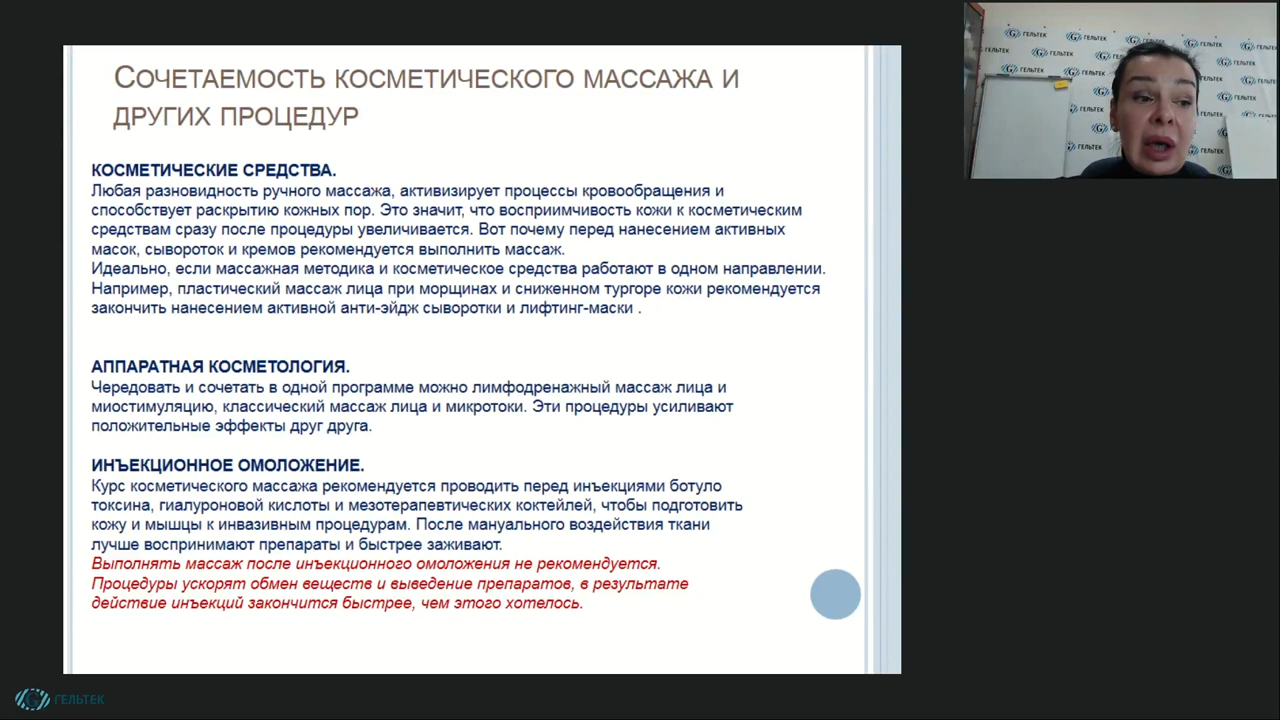 Сочетаемость косметического массажа и
других процедур
КОСМЕТИЧЕСКИЕ СРЕДСТВА.
Любая разновидность ручного массажа, активизирует процессы кровообращения и
способствует раскрытию кожных пор. Это значит, что восприимчивость кожи к косметическим
средствам сразу после процедуры увеличивается. Вот почему перед нанесением активных
масок, сывороток и кремов рекомендуется выполнить массаж.
Идеально, если массажная методика и косметическое средства работают в одном направлении.
Например, пластический массаж лица при морщинах и сниженном тургоре кожи рекомендуется
закончить нанесением активной анти-эйдж сыворотки и лифтинг-маски .
АППАРАТНАЯ КОСМЕТОЛОГИЯ.
Чередовать и сочетать в одной программе можно лимфодренажный массаж лица и
миостимуляцию, классический массаж лица и микротоки. Эти процедуры усиливают
положительные эффекты друг друга.
ИНЪЕКЦИОННОЕ ОМОЛОЖЕНИЕ.
Курс косметического массажа рекомендуется проводить перед инъекциями ботуло
токсина, гиалуроновой кислоты и мезотерапевтических коктейлей, чтобы подготовить
кожу и мышцы к инвазивным процедурам. После мануального воздействия ткани
лучше воспринимают препараты и быстрее заживают.
Выполнять массаж после инъекционного омоложения не рекомендуется.
Процедуры ускорят обмен веществ и выведение препаратов, в результате
действие инъекций закончится быстрее, чем этого хотелось.
ГЕЛЬТЕК